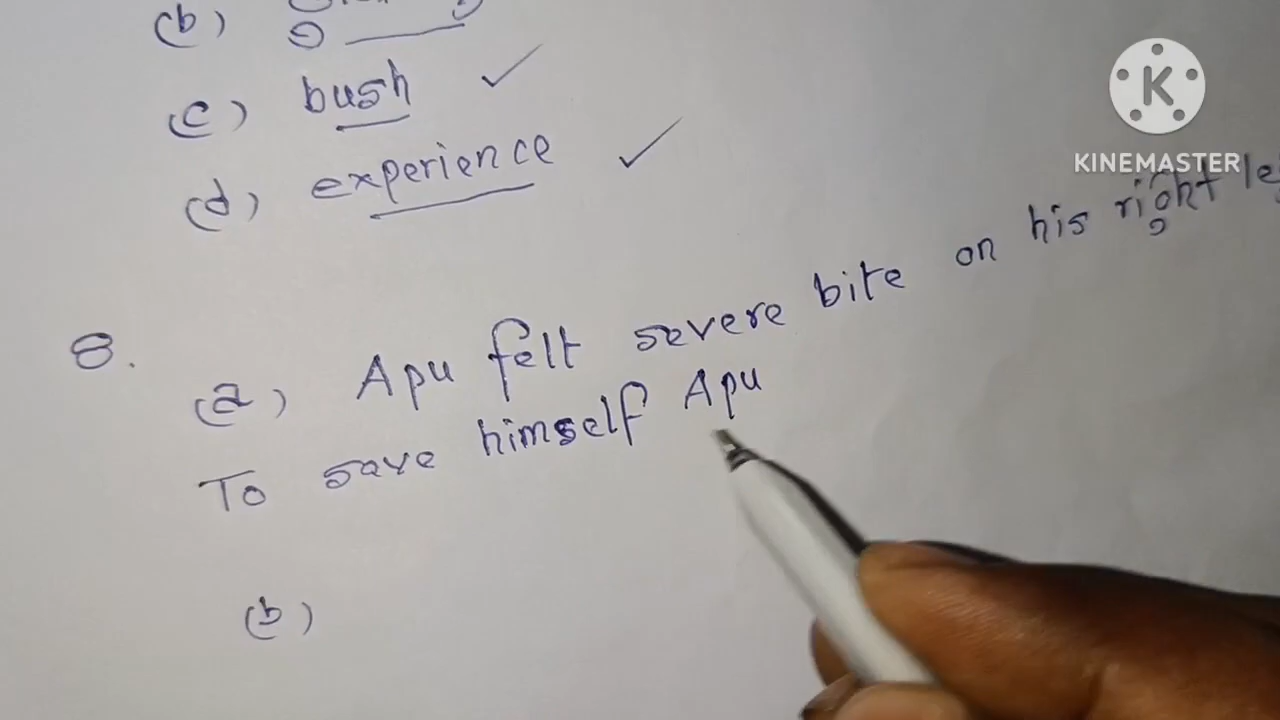 (b)
(c) bush
(d) experience
8.
(a) Apu felt severe bite on his right
To save himself Apu
(b)
K
KINEMASTER